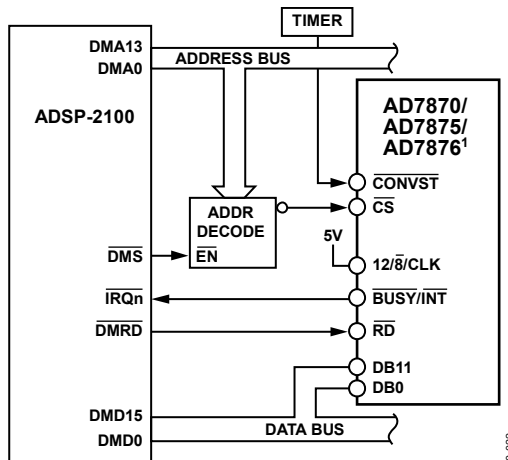 TIMER
DMA13
DMA0
ADDRESS BUS
ADSP-2100
AD7870/
AD7875/
AD7876¹
CONVST
CS
ADDR
DECODE
EN
5V
12/8/CLK
DMS
IRQn
BUSY/INT
DMRD
RD
DB11
DB0
DMD15
DMD0
DATA BUS